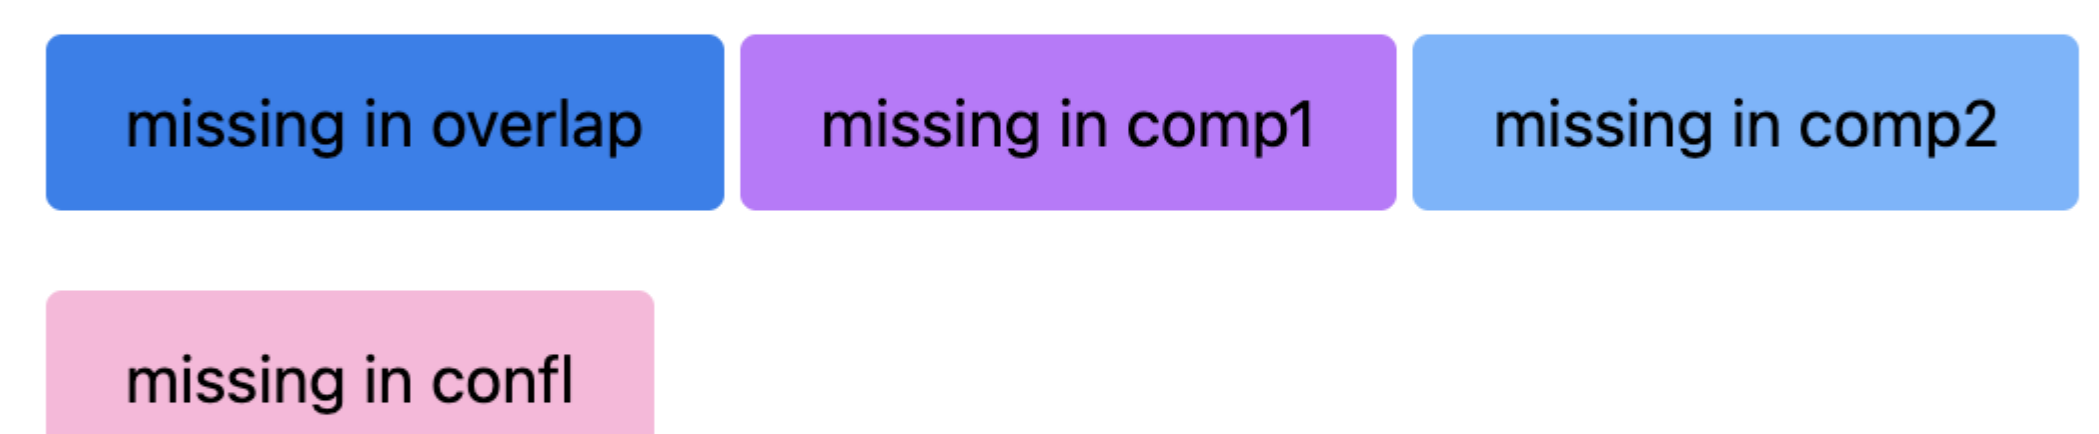 missing in overlap missing in comp1 missing in comp2
missing in confl